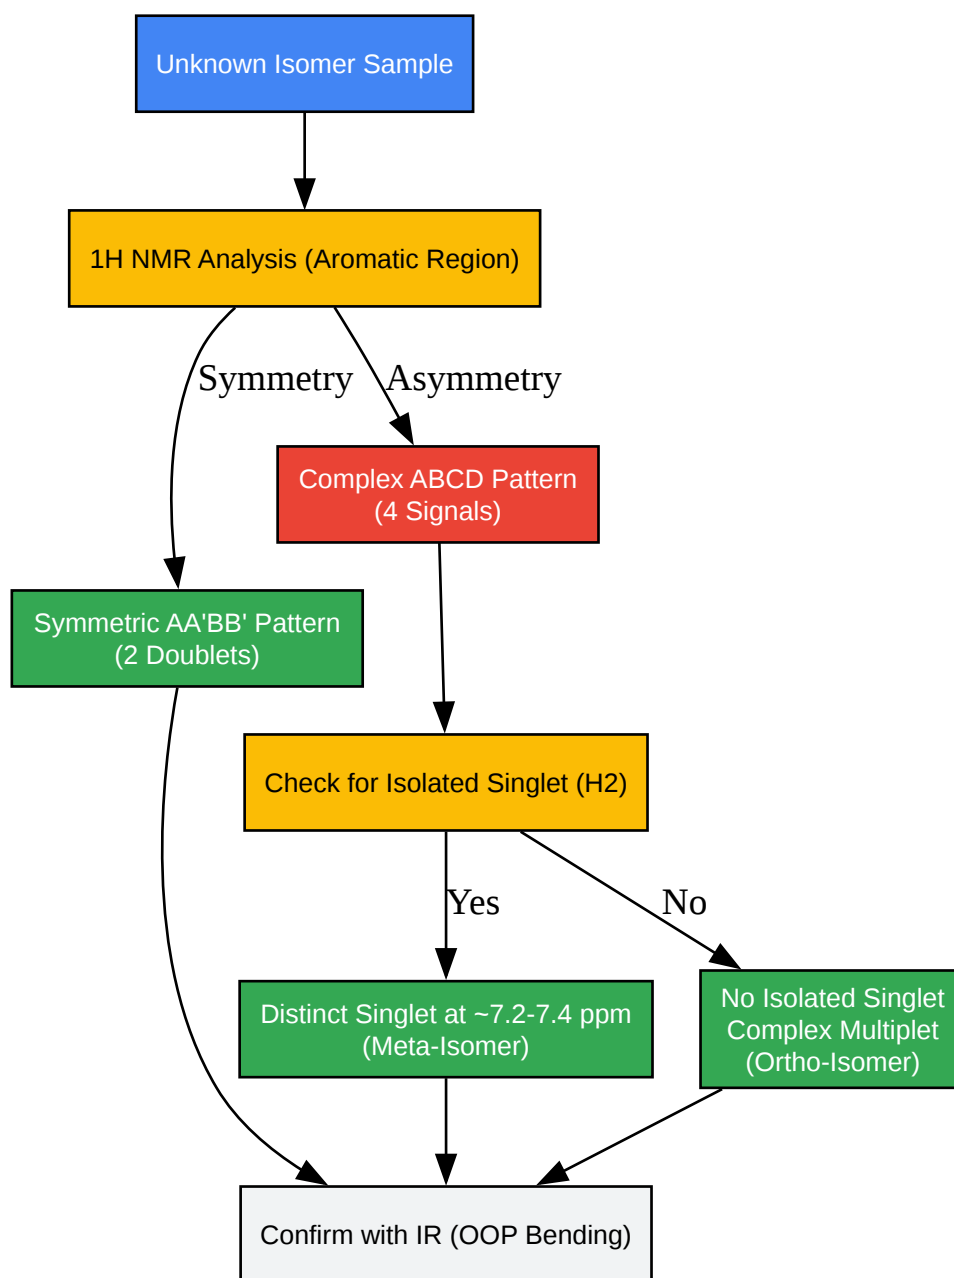 Unknown Isomer Sample
1H NMR Analysis (Aromatic Region)
Symmetry
Asymmetry
Complex ABCD Pattern
(4 Signals)
Symmetric AA'BB' Pattern
(2 Doublets)
Check for Isolated Singlet (H2)
Yes
No
Distinct Singlet at ~7.2-7.4 ppm
(Meta-Isomer)
No Isolated Singlet
Complex Multiplet
(Ortho-Isomer)
Confirm with IR (OOP Bending)